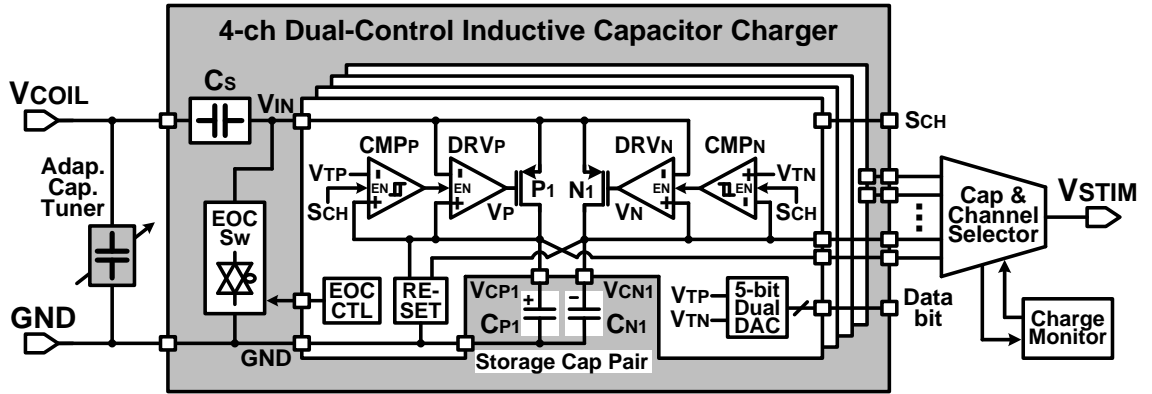 4-ch Dual-Control Inductive Capacitor Charger
VCOIL
CS
VIN
SCH
Adap.
Cap.
Tuner
CMPP
DRVP
DRVN
CMPN
VTP
EN
SCH
EN
VP
P1
N1
VN
EN
EN
VTN
SCH
EOC
SW
EOC
CTL
RE-
SET
VCP1
VCN1
CP1
CN1
Storage Cap Pair
VTP
VTN
5-bit
Dual
DAC
Data
bit
Cap &
Channel
Selector
VSTIM
Charge
Monitor
GND
GND